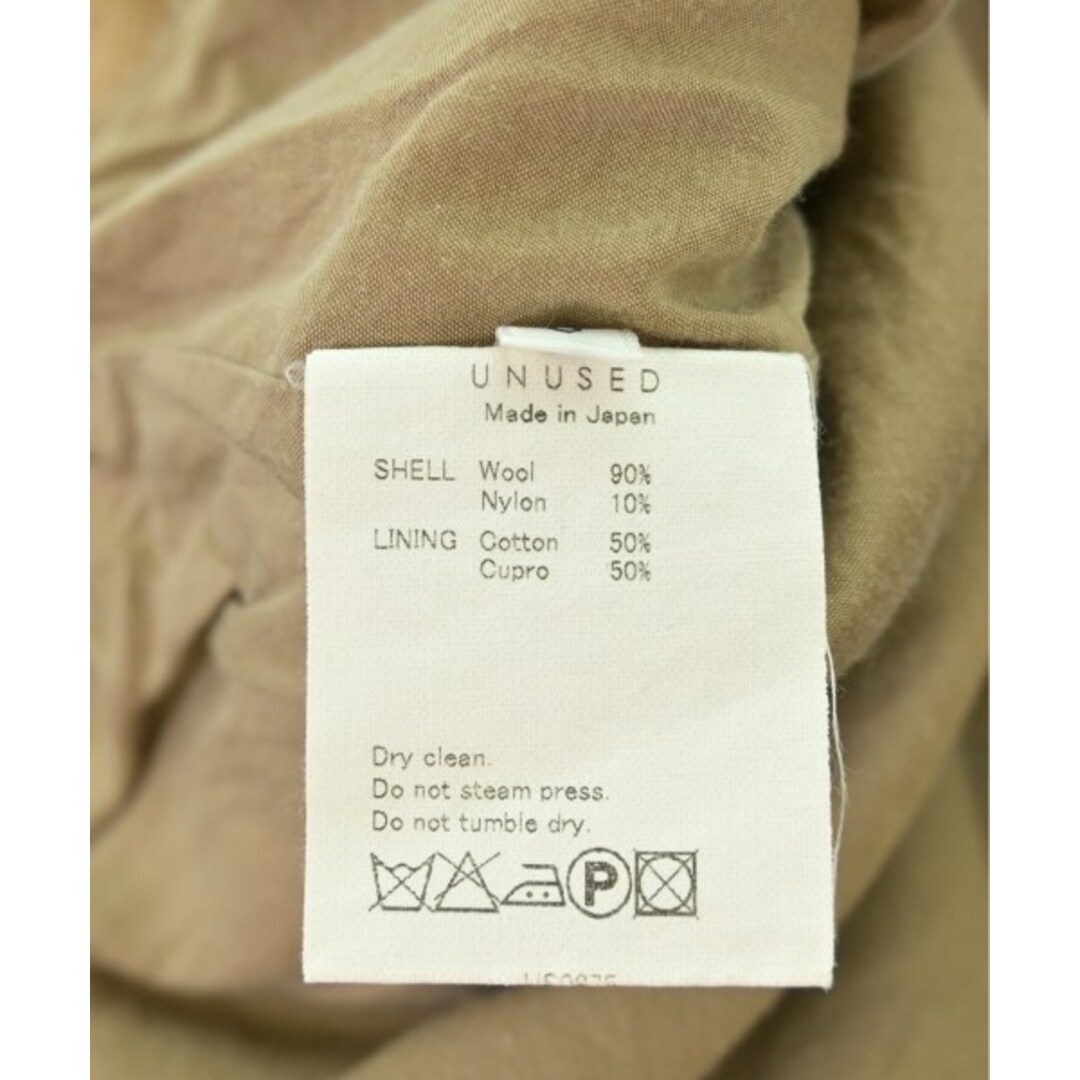 UNUSED
Made in Japan
SHELL Wool 90%
Nylon 10%
LINING Cotton 50%
Cupro 50%
Dry clean.
Do not steam press.
Do not tumble dry.
P